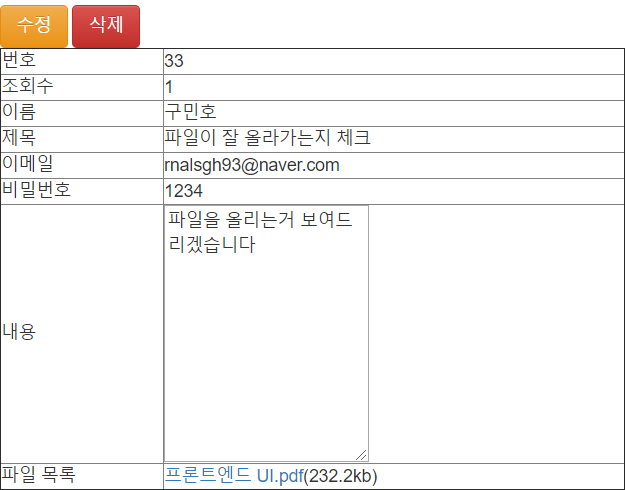 수정 삭제
번호 33
조회수 1
이름 구민호
제목 파일이 잘 올라가는지 체크
이메일 rnalsgh93@naver.com
비밀번호 1234
파일을 올리는거 보여드
리겠습니다
내용
파일 목록 프론트엔드 UI.pdf(232.2kb)